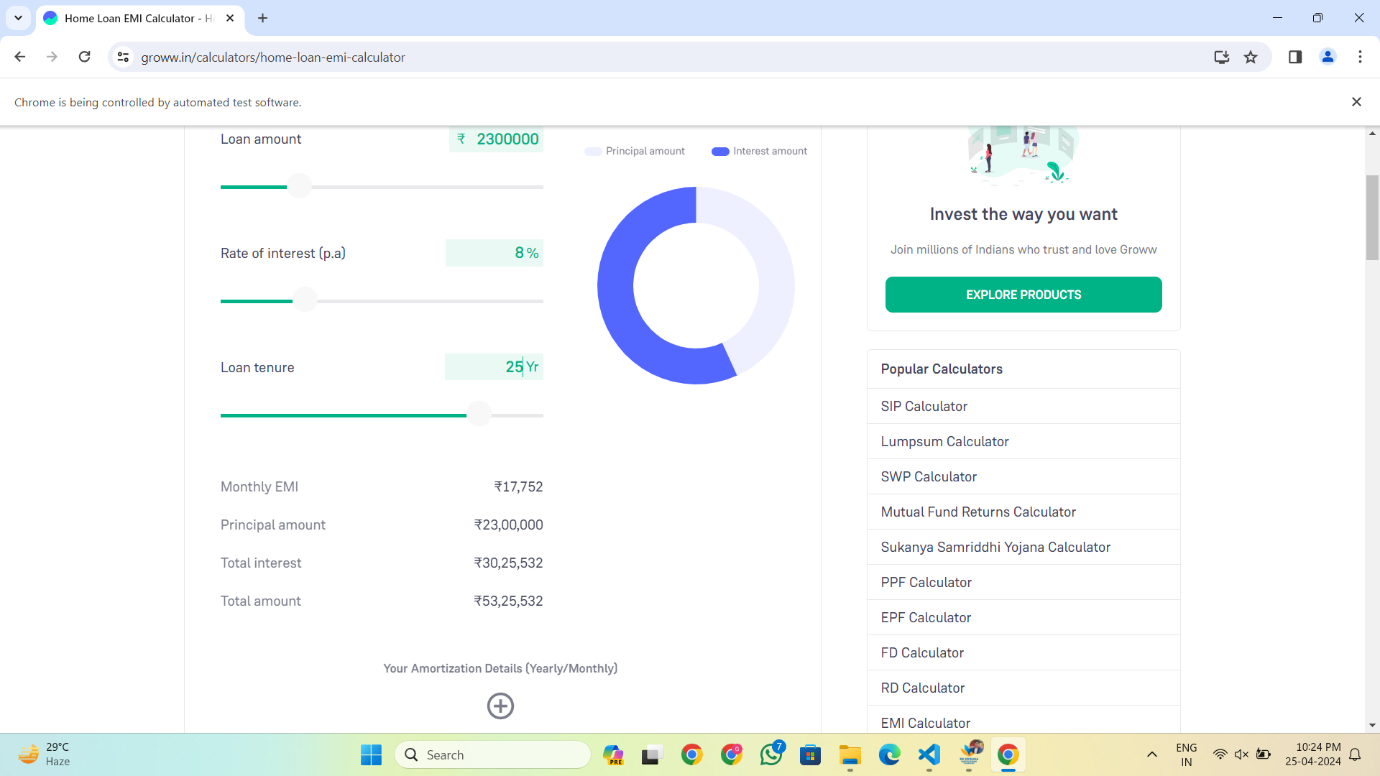 Home Loan EMI Calculator - H
groww.in/calculators/home-loan-emi-calculator
Chrome is being controlled by automated test software.
Loan amount
₹ 2300000
Rate of interest (p.a)
8 %
Loan tenure
25 Yr
Monthly EMI ₹17,752
Principal amount ₹23,00,000
Total interest ₹30,25,532
Total amount ₹53,25,532
Your Amortization Details (Yearly/Monthly)
Principal amount
Interest amount
Invest the way you want
Join millions of Indians who trust and love Groww
EXPLORE PRODUCTS
Popular Calculators
SIP Calculator
Lumpsum Calculator
SWP Calculator
Mutual Fund Returns Calculator
Sukanya Samriddhi Yojana Calculator
PPF Calculator
EPF Calculator
FD Calculator
RD Calculator
EMI Calculator
29°C
Haze
Search
PRE
7
ENG
IN
10:24 PM
25-04-2024